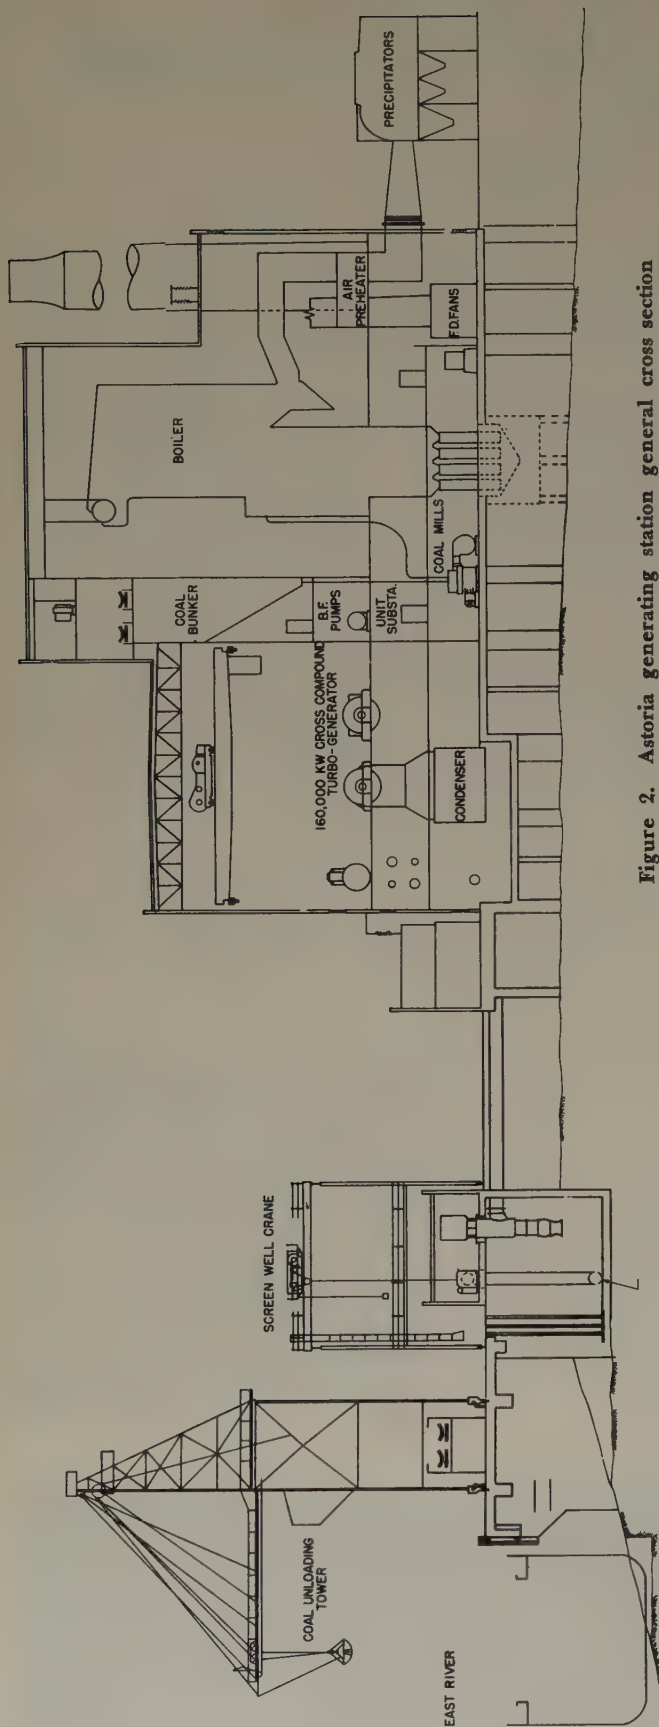 EAST RIVER
COAL UNLOADING
TOWER
SCREEN WELL CRANE
160,000 KW CROSS COMPOUND
TURBO-GENERATOR
CONDENSER
COAL
BUNKER
B.F.
PUMPS
UNIT
SUBSTA.
COAL MILLS
BOILER
AIR
PREHEATER
F.D.FANS
PRECIPITATORS
Figure 2. Astoria generating station general cross section